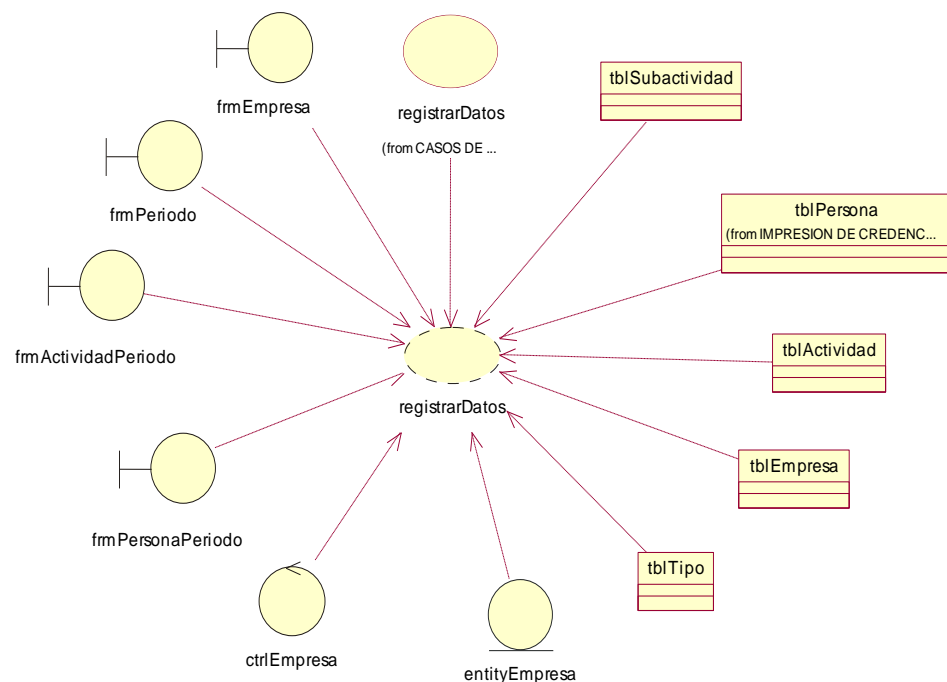 tblSubactividad
frmEmpresa
registrarDatos
(from CASOS DE ...
tblPersona
(from IMPRESION DE CREDENC...
frmPeriodo
frmActividadPeriodo
tblActividad
registrarDatos
tblEmpresa
frmPersonaPeriodo
tblTipo
ctrlEmpresa
entityEmpresa